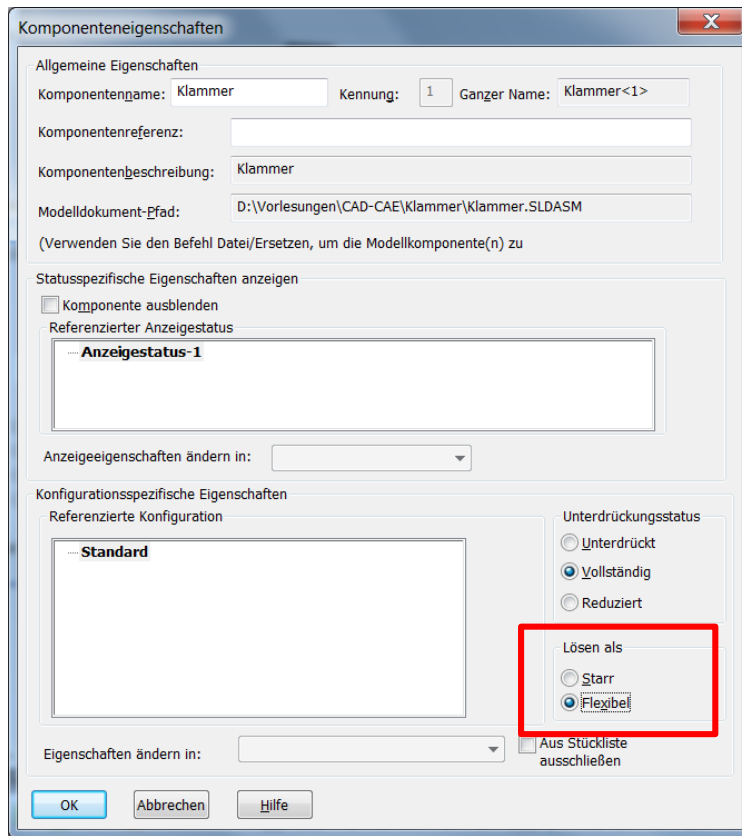 Komponenteneigenschaften
Allgemeine Eigenschaften
Komponentenname: Klammer Kennung: 1 Ganzer Name: Klammer<1>
Komponentenreferenz:
Komponentenbeschreibung: Klammer
Modelldokument-Pfad: D:\Vorlesungen\CAD-CAE\Klammer\Klammer.SLDASM
(Verwenden Sie den Befehl Datei/Ersetzen, um die Modellkomponente(n) zu
Statusspezifische Eigenschaften anzeigen
Komponente ausblenden
Referenzierter Anzeigestatus
Anzeigestatus-1
Anzeigeeigenschaften ändern in:
Konfigurationsspezifische Eigenschaften
Referenzierte Konfiguration
Standard
Unterdrückungsstatus
Unterdrückt
Vollständig
Reduziert
Lösen als
Starr
Flexibel
Eigenschaften ändern in:
Aus Stückliste
ausschließen
OK Abbrechen Hilfe